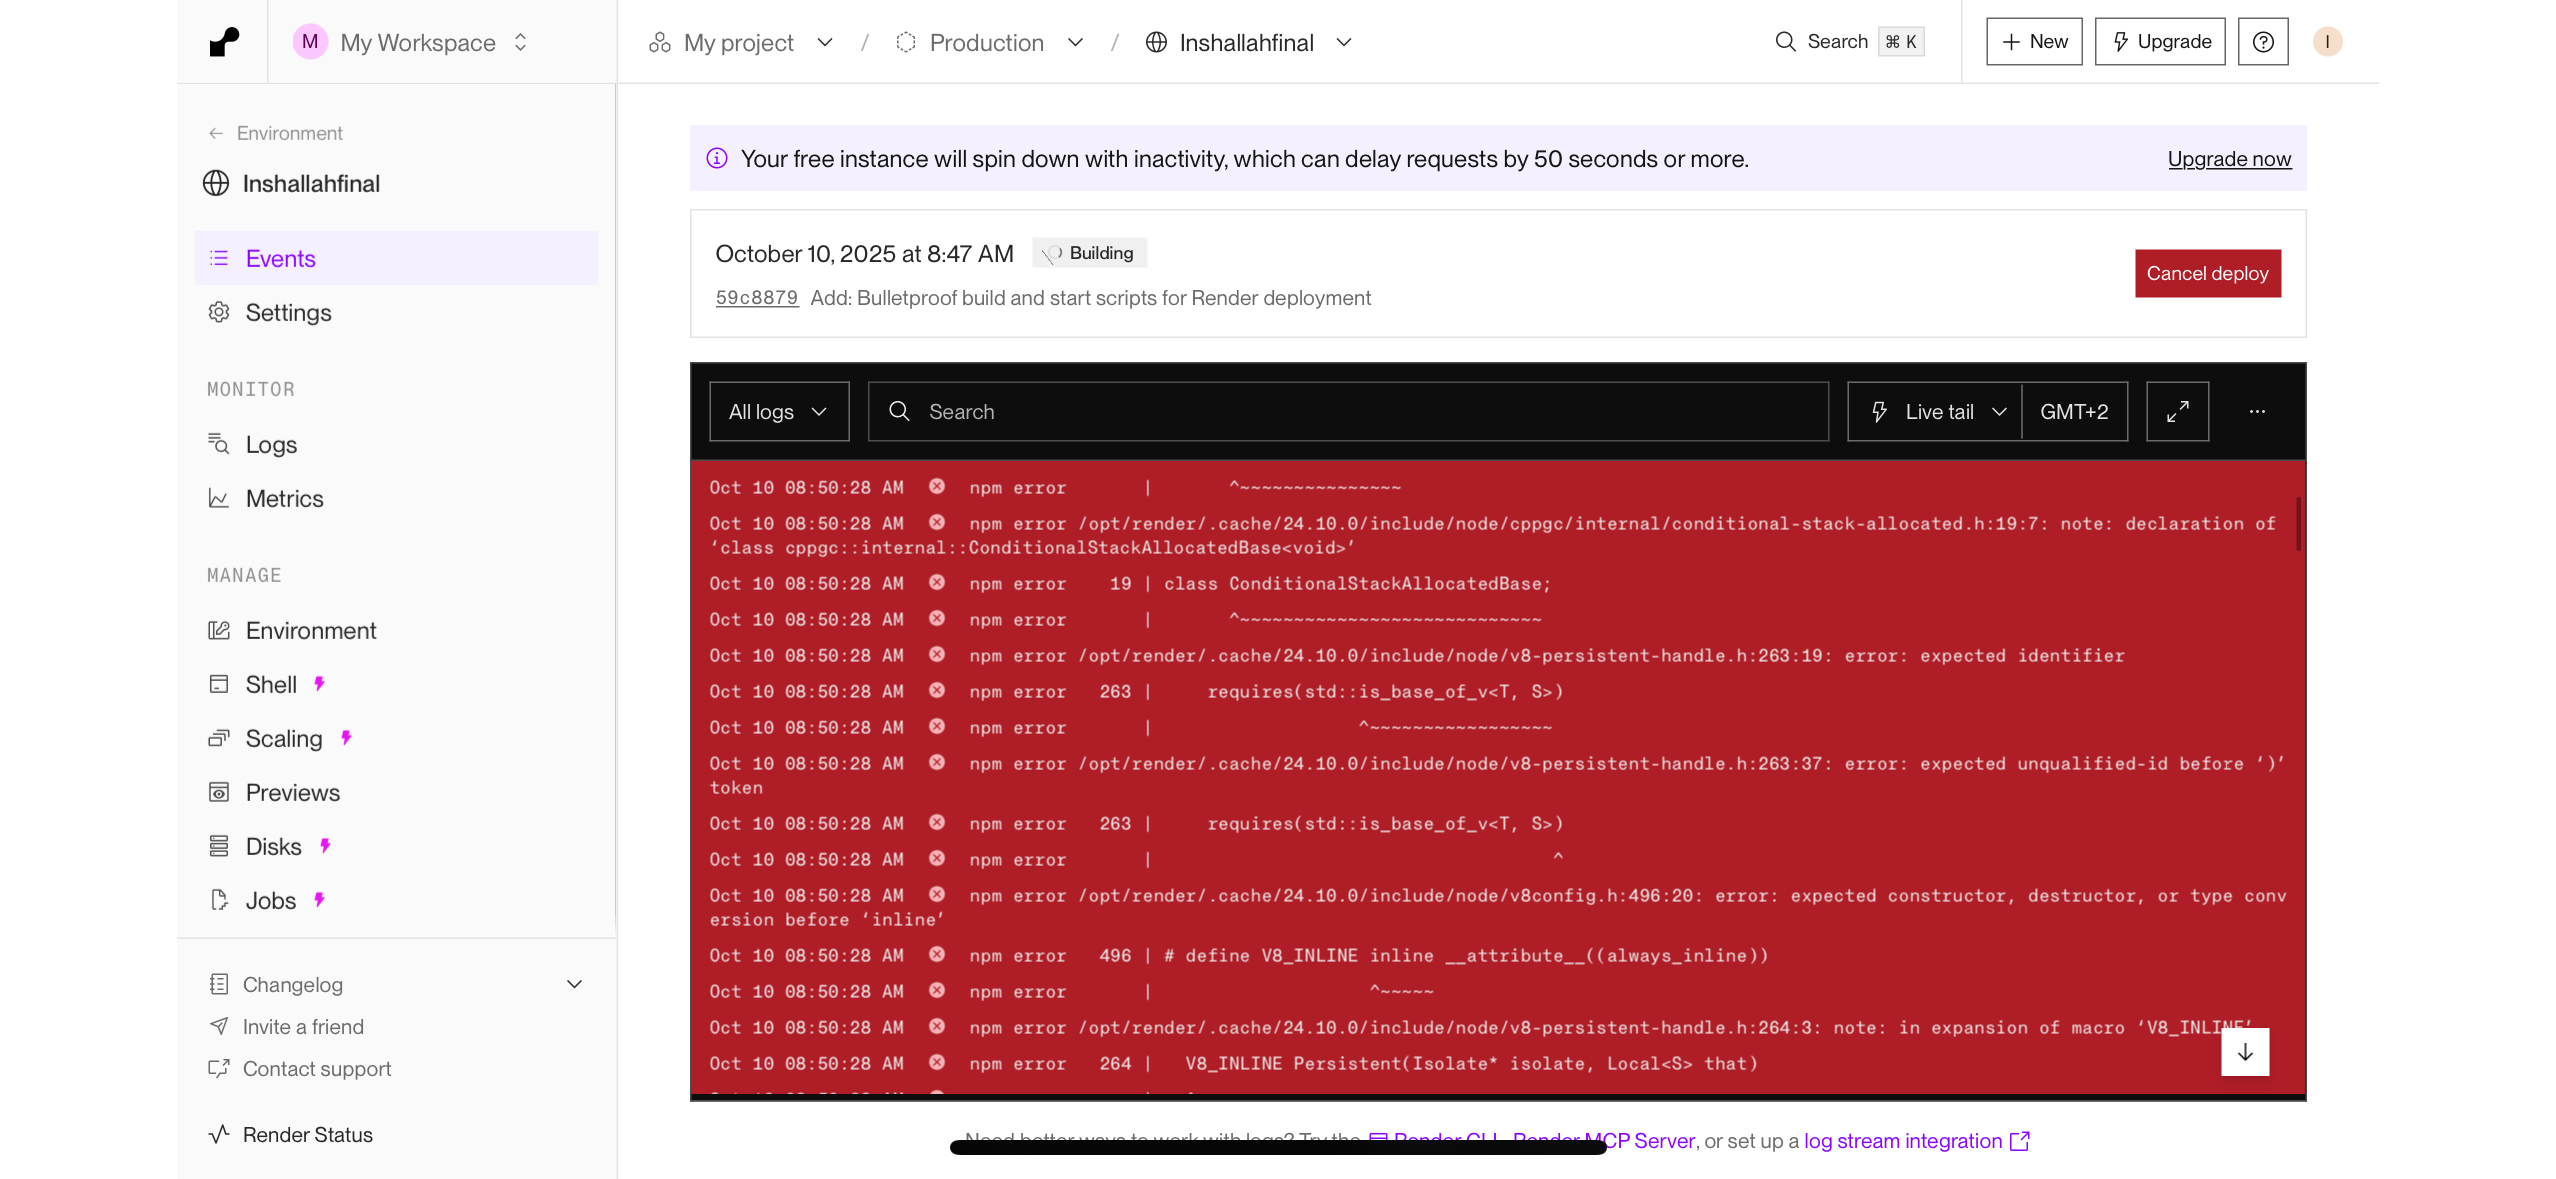 M My Workspace
My project / Production / Inshallahfinal
Search ⌘ K
+ New
Upgrade
I
← Environment
Inshallahfinal
Events
Settings
MONITOR
Logs
Metrics
MANAGE
Environment
Shell
Scaling
Previews
Disks
Jobs
Changelog
Invite a friend
Contact support
Render Status
Your free instance will spin down with inactivity, which can delay requests by 50 seconds or more.
Upgrade now
October 10, 2025 at 8:47 AM Building
59c8879 Add: Bulletproof build and start scripts for Render deployment
Cancel deploy
All logs
Search
Live tail
GMT+2
Oct 10 08:50:28 AM npm error | ^~~~~~~~~~~~~~~~
Oct 10 08:50:28 AM npm error /opt/render/.cache/24.10.0/include/node/cppgc/internal/conditional-stack-allocated.h:19:7: note: declaration of
‘class cppgc::internal::ConditionalStackAllocatedBase<void>’
Oct 10 08:50:28 AM npm error 19 | class ConditionalStackAllocatedBase;
Oct 10 08:50:28 AM npm error | ^~~~~~~~~~~~~~~~~~~~~~~~~~~~~
Oct 10 08:50:28 AM npm error /opt/render/.cache/24.10.0/include/node/v8-persistent-handle.h:263:19: error: expected identifier
Oct 10 08:50:28 AM npm error 263 | requires(std::is_base_of_v<T, S>)
Oct 10 08:50:28 AM npm error | ^~~~~~~~~~~~~~~~~~
Oct 10 08:50:28 AM npm error /opt/render/.cache/24.10.0/include/node/v8-persistent-handle.h:263:37: error: expected unqualified-id before ‘)’
token
Oct 10 08:50:28 AM npm error 263 | requires(std::is_base_of_v<T, S>)
Oct 10 08:50:28 AM npm error | ^
Oct 10 08:50:28 AM npm error /opt/render/.cache/24.10.0/include/node/v8config.h:496:20: error: expected constructor, destructor, or type conv
ersion before ‘inline’
Oct 10 08:50:28 AM npm error 496 | # define V8_INLINE inline __attribute__((always_inline))
Oct 10 08:50:28 AM npm error | ^~~~~~
Oct 10 08:50:28 AM npm error /opt/render/.cache/24.10.0/include/node/v8-persistent-handle.h:264:3: note: in expansion of macro ‘V8_INLINE’
Oct 10 08:50:28 AM npm error 264 | V8_INLINE Persistent(Isolate* isolate, Local<S> that)
Need better ways to work with logs? Try the Render CLI, Render MCP Server, or set up a log stream integration